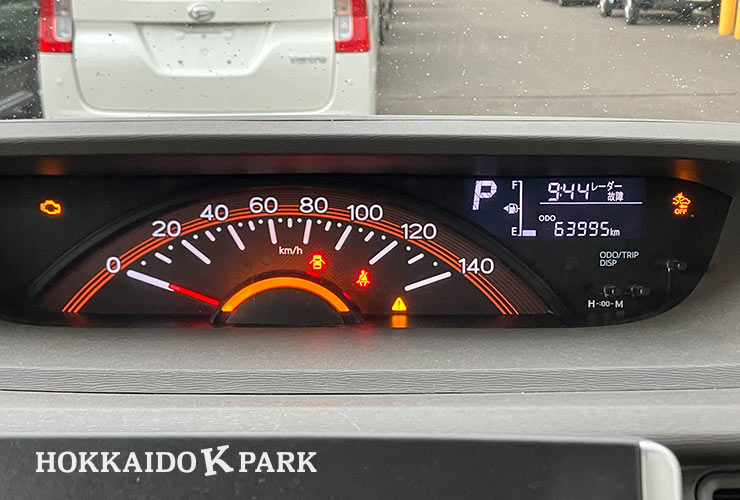 0 20 40 60 80 100 120 140
km/h
P
F
E
9:44
レーダー
故障
ODO
63995km
OFF
ODO/TRIP
DISP
H-:00-M
HOKKAIDO K PARK